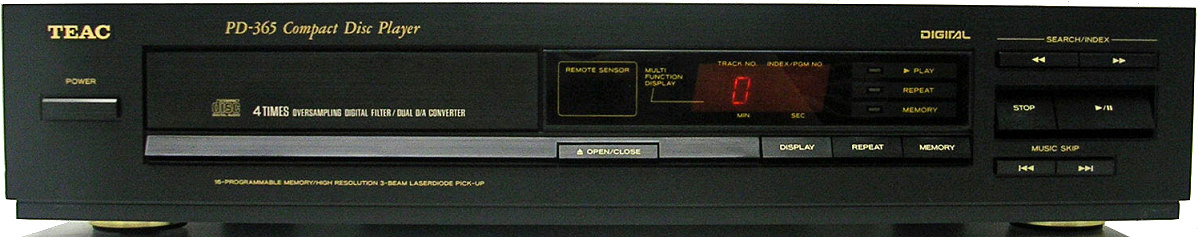 TEAC
PD-365 Compact Disc Player
DIGITAL
SEARCH/INDEX
POWER
REMOTE SENSOR
MULTI
FUNCTION
DISPLAY
TRACK NO. INDEX/PGM NO.
0
MIN SEC
PLAY
REPEAT
MEMORY
STOP
4 TIMES OVERSAMPLING DIGITAL FILTER/DUAL D/A CONVERTER
OPEN/CLOSE
DISPLAY
REPEAT
MEMORY
MUSIC SKIP
16-PROGRAMMABLE MEMORY/HIGH RESOLUTION 3-BEAM LASERDIODE PICK-UP